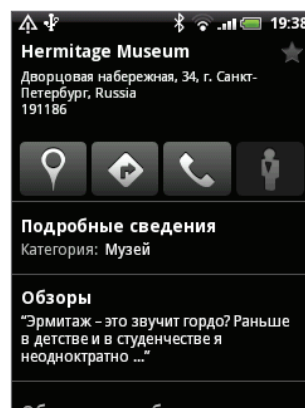 19:38
Hermitage Museum
Дворцовая набережная, 34, г. Санкт-
Петербург, Russia
191186
Подробные сведения
Категория: Музей
Обзоры
“Эрмитаж – это звучит гордо? Раньше
в детстве и в студенчестве я
неоднократно ...”